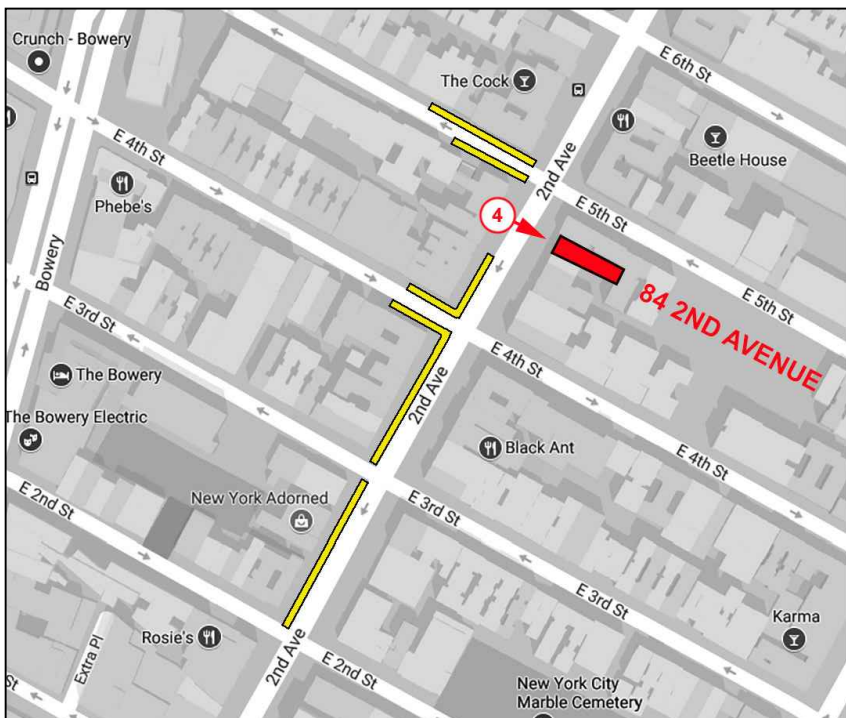 Crunch - Bowery
The Cock
E 6th St
Beetle House
E 4th St
2nd Ave
Phebe's
E 5th St
4
Bowery
84 2ND AVENUE
E 5th St
E 3rd St
The Bowery
2nd Ave
E 4th St
The Bowery Electric
Black Ant
E 4th St
New York Adorned
E 2nd St
E 3rd St
E 3rd St
Karma
Rosie's
2nd Ave
Extra Pl
E 2nd St
St
New York City
Marble Cemetery